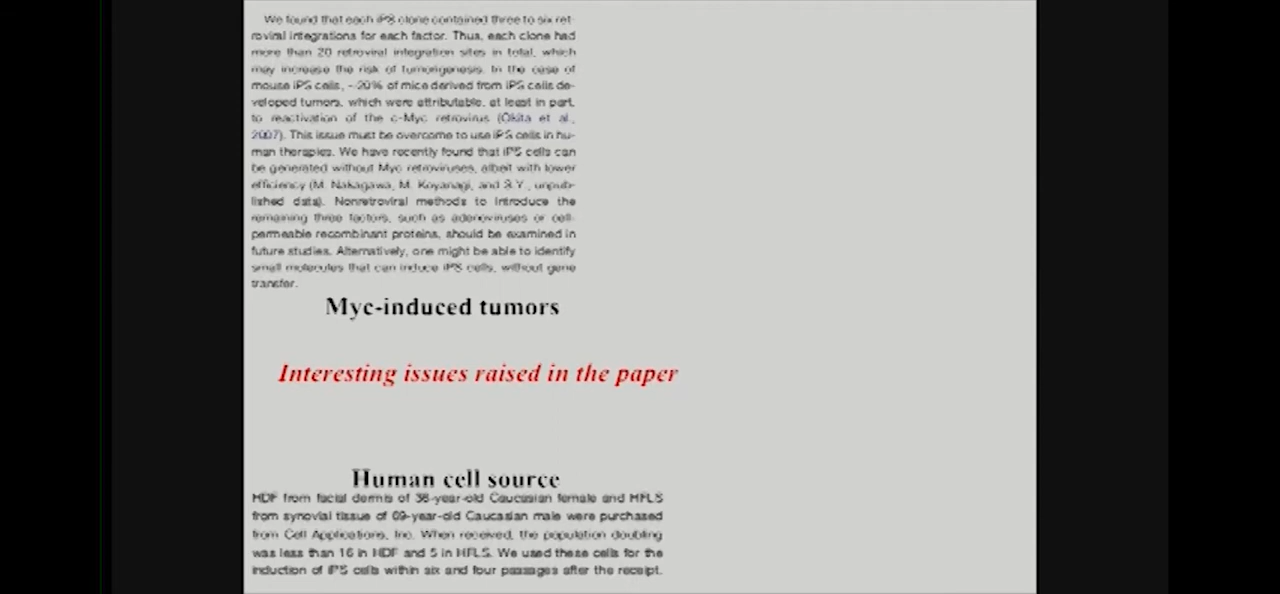 We found that each iPS clone contained three to six ret-
roviral integrations for each factor. Thus, each clone had
more than 20 retroviral integration sites in total, which
may increase the risk of tumorigenesis. In the case of
mouse iPS cells, ~20% of mice derived from iPS cells de-
veloped tumors, which were attributable, at least in part,
to reactivation of the c-Myc retrovirus (Okita et al.,
2007). This issue must be overcome to use iPS cells in hu-
man therapies. We have recently found that iPS cells can
be generated without Myc retroviruses, albeit with lower
efficiency (M. Nakagawa, M. Koyanagi, and S.Y., unpub-
lished data). Nonretroviral methods to introduce the
remaining three factors, such as adenoviruses or cell-
permeable recombinant proteins, should be examined in
future studies. Alternatively, one might be able to identify
small molecules that can induce iPS cells, without gene
transfer.
Myc-induced tumors
Interesting issues raised in the paper
Human cell source
HDF from facial dermis of 36-year-old Caucasian female and HFLS
from synovial tissue of 69-year-old Caucasian male were purchased
from Cell Applications, Inc. When received, the population doubling
was less than 16 in HDF and 5 in HFLS. We used these cells for the
induction of iPS cells within six and four passages after the receipt.